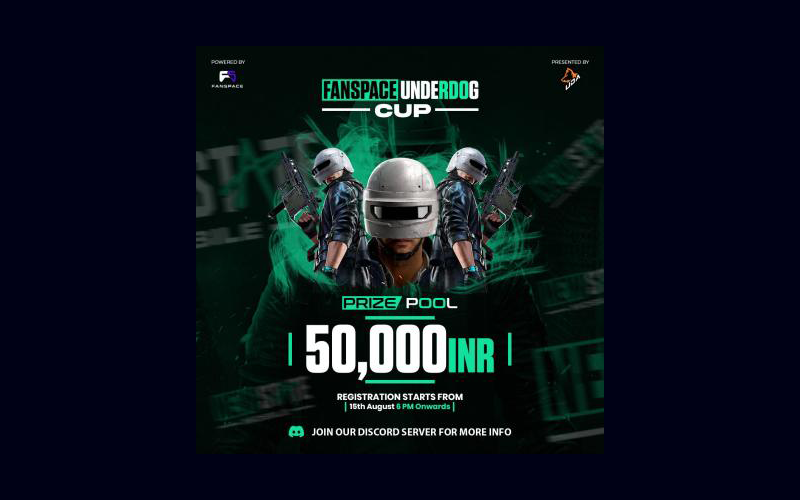 POWERED BY
FANSPACE
PRESENTED BY
UDA
FANSPACE UNDERDOG
CUP
PRIZE POOL
50,000INR
REGISTRATION STARTS FROM
15th August 6 PM Onwards
JOIN OUR DISCORD SERVER FOR MORE INFO